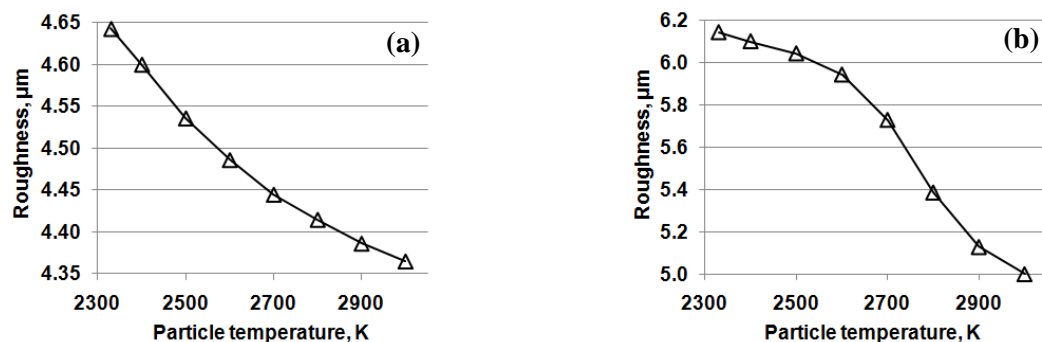 (a)
Roughness, µm
4.65
4.60
4.55
4.50
4.45
4.40
4.35
2300 2500 2700 2900
Particle temperature, K
(b)
Roughness, µm
6.2
6.0
5.8
5.6
5.4
5.2
5.0
2300 2500 2700 2900
Particle temperature, K